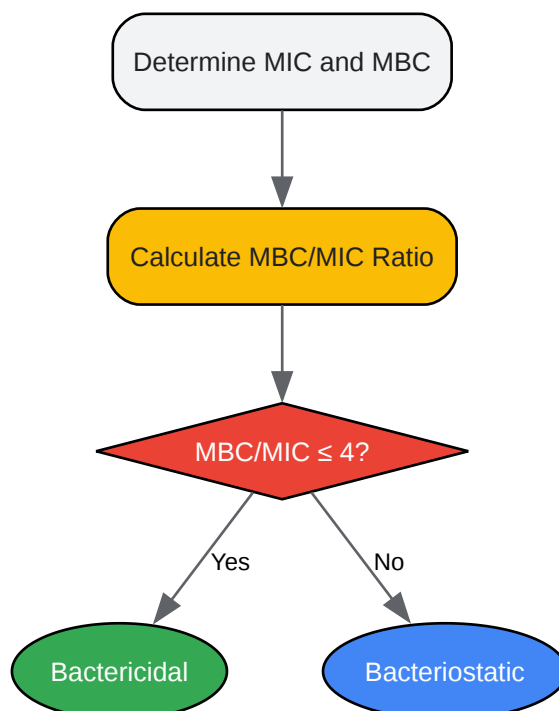 Determine MIC and MBC
Calculate MBC/MIC Ratio
MBC/MIC ≤ 4?
Yes
No
Bactericidal
Bacteriostatic